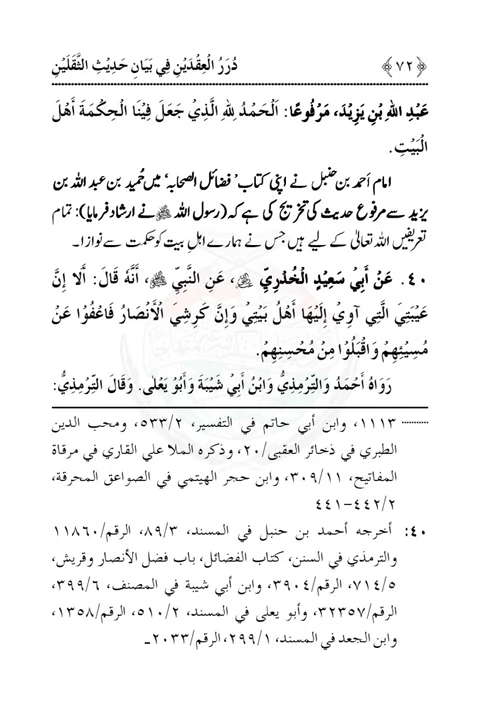 ﴿٧٢﴾ دُرَرُ الْعِقْدَيْنِ فِي بَيَانِ حَدِيْثِ الثَّقَلَيْنِ
عَبْدِ اللهِ بْنِ يَزِيْدَ، مَرْفُوعًا: اَلْحَمْدُ لِلهِ الَّذِيْ جَعَلَ فِيْنَا الْحِكْمَةَ أَهْلَ
الْبَيْتِ.
امام اَحمد بن حنبل نے اپنی کتاب ’فضائل الصحابہ‘ میں حُمید بن عبد اللہ بن
یزید سے مرفوع حدیث کی تخریج کی ہے کہ (رسول اللہ ﷺ نے ارشاد فرمایا): تمام
تعریفیں اللہ تعالیٰ کے لیے ہیں جس نے ہمارے اہلِ بیت کو حکمت سے نوازا۔
٤٠. عَنْ أَبِيْ سَعِيْدٍ الْخُدْرِيِّ ﷺ، عَنِ النَّبِيِّ ﷺ، أَنَّهُ قَالَ: أَلَا إِنَّ
عَيْبَتِيَ الَّتِي آوِيْ إِلَيْهَا أَهْلُ بَيْتِيْ وَإِنَّ كَرِشِيَ الْأَنْصَارُ فَاعْفُوْا عَنْ
مُسِيْئِهِمْ وَاقْبَلُوْا مِنْ مُحْسِنِهِمْ.
رَوَاهُ أَحْمَدُ وَالتِّرْمِذِيُّ وَابْنُ أَبِيْ شَيْبَةَ وَأَبُوْ يَعْلٰى. وَقَالَ التِّرْمِذِيُّ:
.......... ١١١٣، وابن أبي حاتم في التفسير، ٥٣٣/٢، ومحب الدين
الطبري في ذخائر العقبى/٢٠، وذكره الملا علي القاري في مرقاة
المفاتيح، ٣٠٩/١١، وابن حجر الهيتمي في الصواعق المحرقة،
٤٤٢/٢-٤٤١
٤٠: أخرجه أحمد بن حنبل في المسند، ٨٩/٣، الرقم/١١٨٦٠
والترمذي في السنن، كتاب الفضائل، باب فضل الأنصار وقريش،
٧١٤/٥، الرقم/٣٩٠٤، وابن أبي شيبة في المصنف، ٣٩٩/٦،
الرقم/٣٢٣٥٧، وأبو يعلى في المسند، ٥١٠/٢، الرقم/١٣٥٨،
وابن الجعد في المسند، ٢٩٩/١، الرقم/٢٠٣٣ـ